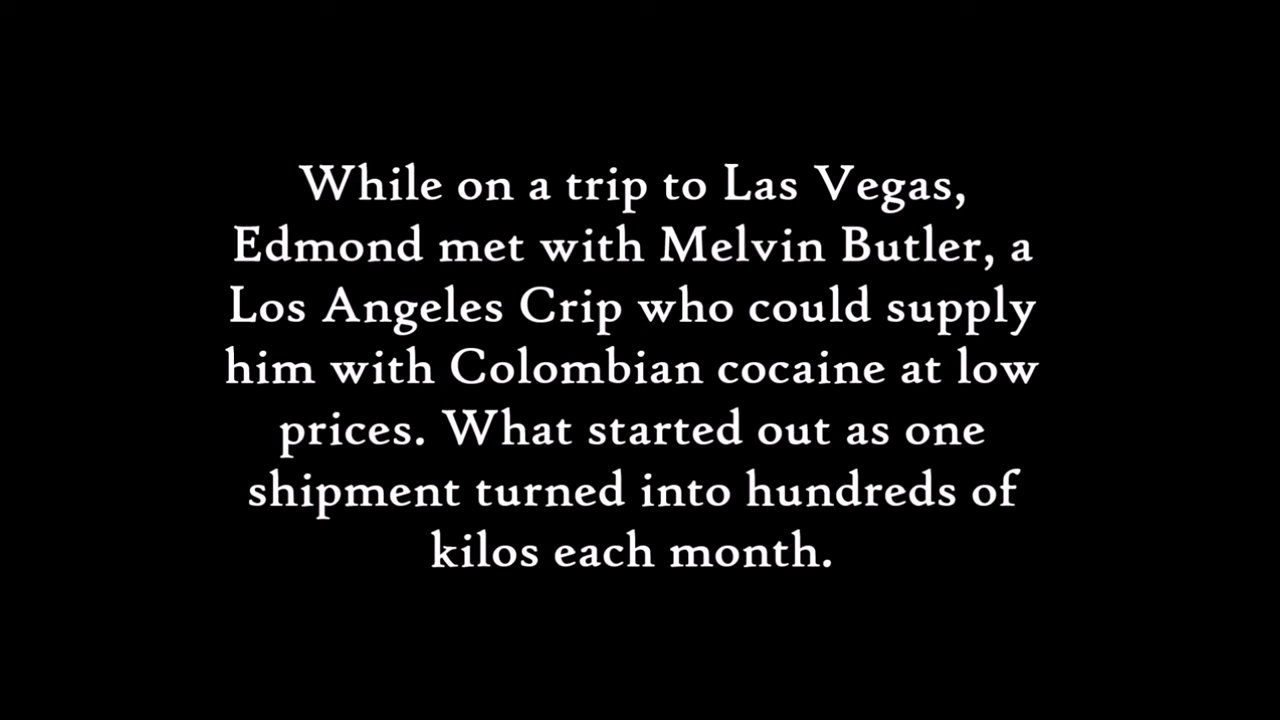 While on a trip to Las Vegas,
Edmond met with Melvin Butler, a
Los Angeles Crip who could supply
him with Colombian cocaine at low
prices. What started out as one
shipment turned into hundreds of
kilos each month.